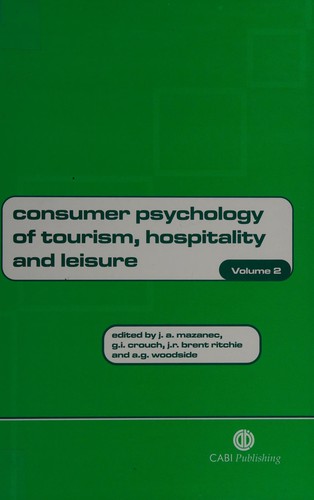 consumer psychology
of tourism, hospitality
and leisure
Volume 2
edited by j. a. mazanec,
g.i. crouch, j.r. brent ritchie
and a.g. woodside
CABI Publishing